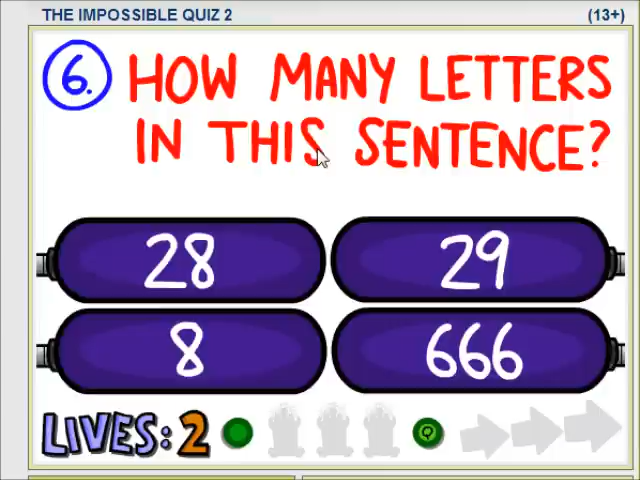 THE IMPOSSIBLE QUIZ 2 (13+)
6. HOW MANY LETTERS
IN THIS SENTENCE?
28 29
8 666
LIVES: 2